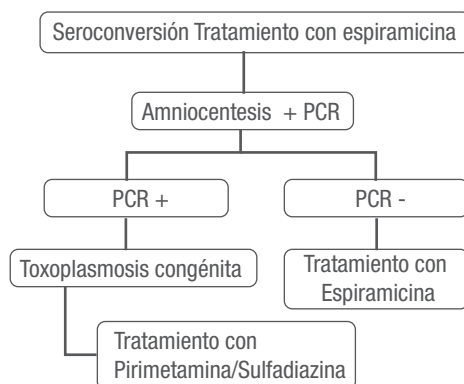 Seroconversión Tratamiento con espiramicina
Amniocentesis + PCR
PCR +
PCR -
Toxoplasmosis congénita
Tratamiento con
Espiramicina
Tratamiento con
Pirimetamina/Sulfadiazina